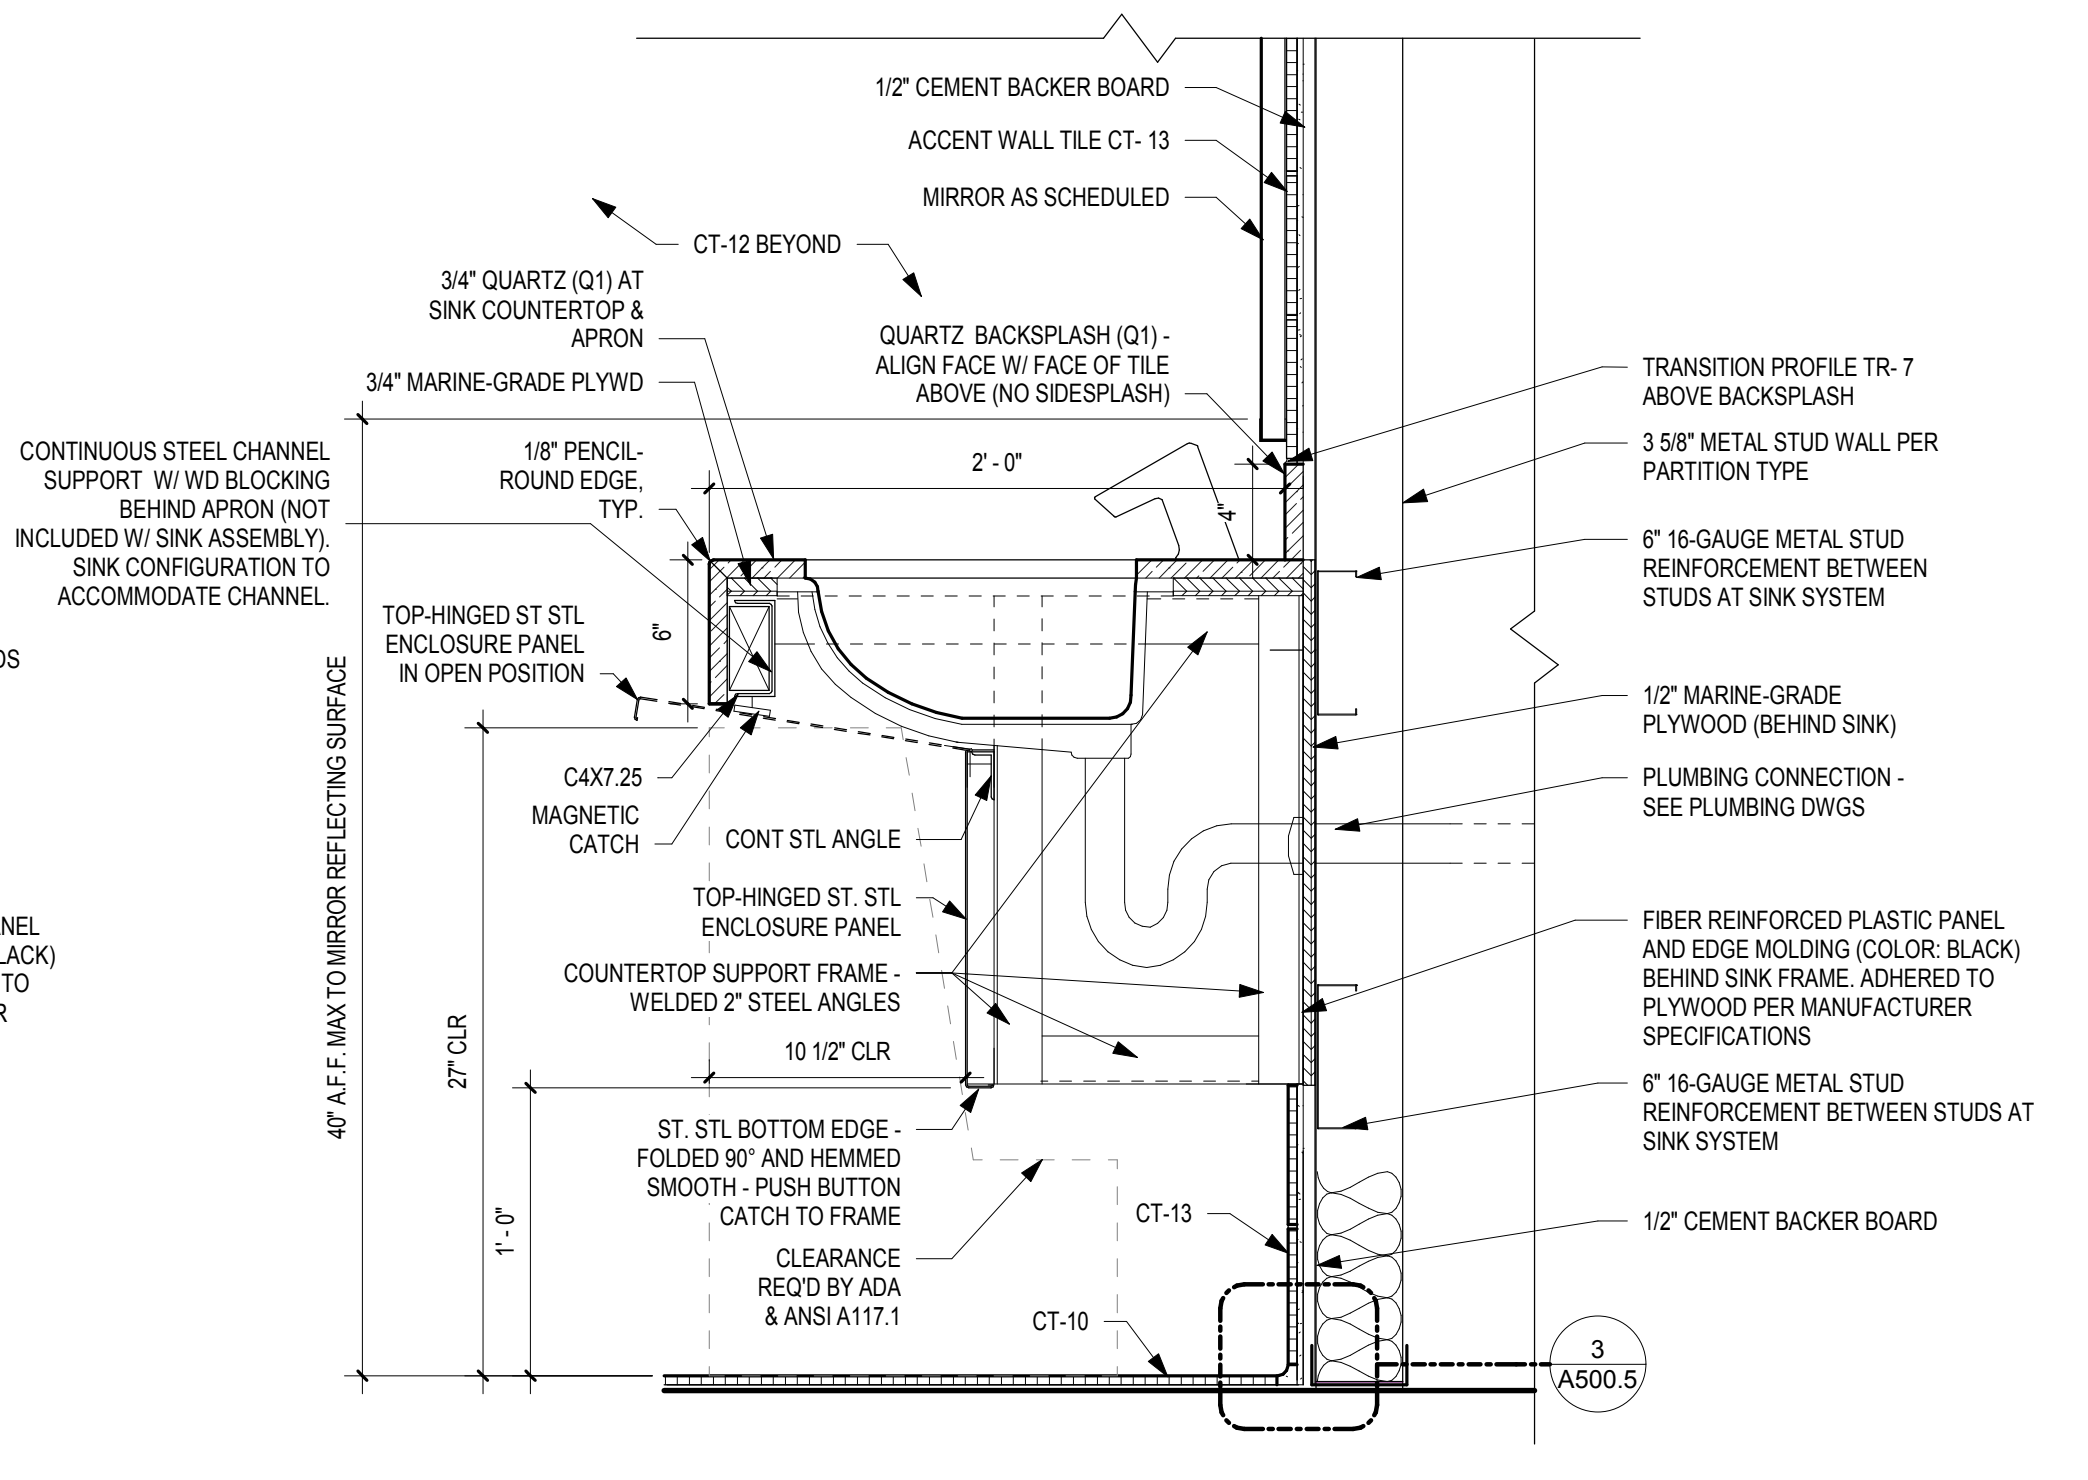 1/2" CEMENT BACKER BOARD
ACCENT WALL TILE CT- 13
MIRROR AS SCHEDULED
CT-12 BEYOND
3/4" QUARTZ (Q1) AT
SINK COUNTERTOP &
APRON
3/4" MARINE-GRADE PLYWD
QUARTZ BACKSPLASH (Q1) -
ALIGN FACE W/ FACE OF TILE
ABOVE (NO SIDESPLASH)
CONTINUOUS STEEL CHANNEL
SUPPORT W/ WD BLOCKING
BEHIND APRON (NOT
INCLUDED W/ SINK ASSEMBLY).
SINK CONFIGURATION TO
ACCOMMODATE CHANNEL.
1/8" PENCIL-
ROUND EDGE,
TYP.
2' - 0"
4"
6"
TOP-HINGED ST STL
ENCLOSURE PANEL
IN OPEN POSITION
OS
40" A.F.F. MAX TO MIRROR REFLECTING SURFACE
27" CLR
1' - 0"
C4X7.25
MAGNETIC
CATCH
CONT STL ANGLE
TOP-HINGED ST. STL
ENCLOSURE PANEL
COUNTERTOP SUPPORT FRAME -
WELDED 2" STEEL ANGLES
10 1/2" CLR
ANEL
LACK)
TO
R
ST. STL BOTTOM EDGE -
FOLDED 90° AND HEMMED
SMOOTH - PUSH BUTTON
CATCH TO FRAME
CLEARANCE
REQ'D BY ADA
& ANSI A117.1
CT-13
CT-10
TRANSITION PROFILE TR- 7
ABOVE BACKSPLASH
3 5/8" METAL STUD WALL PER
PARTITION TYPE
6" 16-GAUGE METAL STUD
REINFORCEMENT BETWEEN
STUDS AT SINK SYSTEM
1/2" MARINE-GRADE
PLYWOOD (BEHIND SINK)
PLUMBING CONNECTION -
SEE PLUMBING DWGS
FIBER REINFORCED PLASTIC PANEL
AND EDGE MOLDING (COLOR: BLACK)
BEHIND SINK FRAME. ADHERED TO
PLYWOOD PER MANUFACTURER
SPECIFICATIONS
6" 16-GAUGE METAL STUD
REINFORCEMENT BETWEEN STUDS AT
SINK SYSTEM
1/2" CEMENT BACKER BOARD
3
A500.5